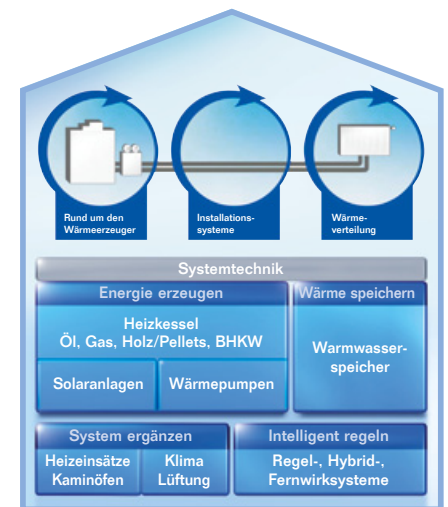 Rund um den
Wärmeerzeuger
Installations-
systeme
Wärme-
verteilung
Systemtechnik
Energie erzeugen
Wärme speichern
Heizkessel
Öl, Gas, Holz/Pellets, BHKW
Warmwasser-
speicher
Solaranlagen
Wärmepumpen
System ergänzen
Intelligent regeln
Heizeinsätze
Kaminöfen
Klima
Lüftung
Regel-, Hybrid-,
Fernwirksysteme